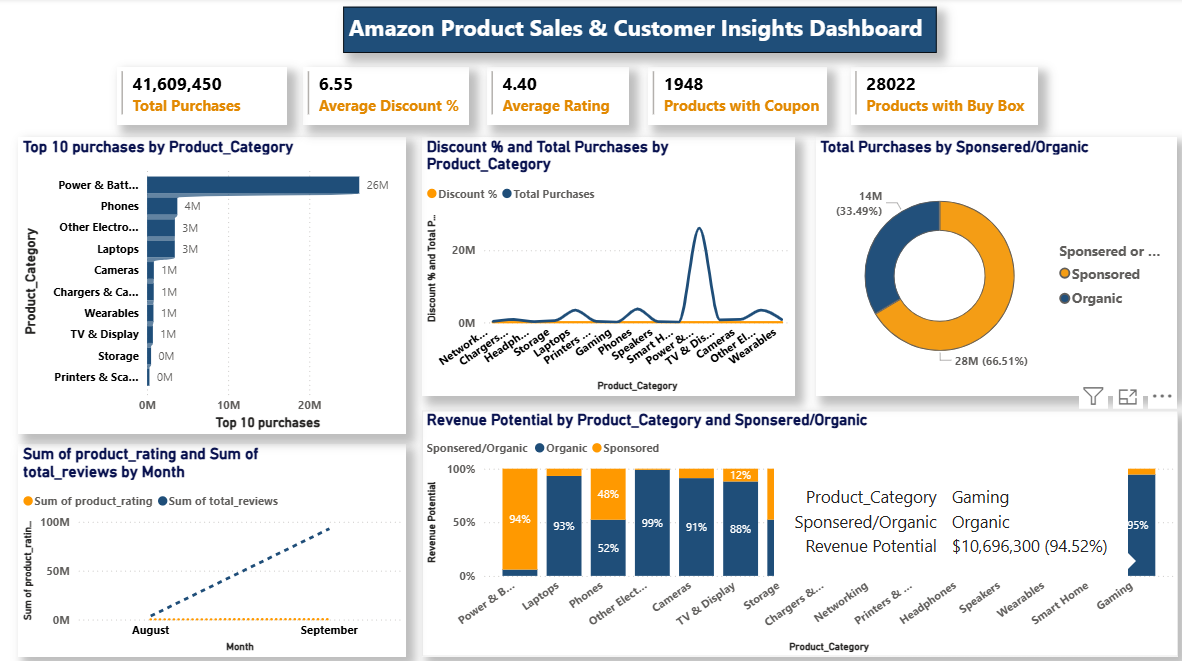 Amazon Product Sales & Customer Insights Dashboard
41,609,450
Total Purchases
6.55
Average Discount %
4.40
Average Rating
1948
Products with Coupon
28022
Products with Buy Box
Top 10 purchases by Product_Category
Product_Category
Power & Batt... 26M
Phones 4M
Other Electro... 3M
Laptops 3M
Cameras 1M
Chargers & Ca... 1M
Wearables 1M
TV & Display 1M
Storage 0M
Printers & Sca... 0M
0M 10M 20M
Top 10 purchases
Discount % and Total Purchases by
Product_Category
Discount % Total Purchases
Discount % and Total P...
20M
0M
Network...
Chargers...
Headph...
Storage
Laptops
Printers ...
Gaming
Phones
Speakers
Smart H...
Power &...
TV & Dis...
Cameras
Other El...
Wearables
Product_Category
Total Purchases by Sponsered/Organic
14M
(33.49%)
28M (66.51%)
Sponsered or ...
Sponsored
Organic
Sum of product_rating and Sum of
total_reviews by Month
Sum of product_rating Sum of total_reviews
Sum of product_ratin...
100M
50M
0M
August September
Month
Revenue Potential by Product_Category and Sponsered/Organic
Sponsered/Organic Organic Sponsored
Revenue Potential
100%
50%
0%
94%
93%
48%
52%
99%
91%
12%
88%
95%
Product_Category Gaming
Sponsered/Organic Organic
Revenue Potential $10,696,300 (94.52%)
Power & B...
Laptops
Phones
Other Elect...
Cameras
TV & Display
Storage
Chargers &...
Networking
Printers & ...
Headphones
Speakers
Wearables
Smart Home
Gaming
Product_Category